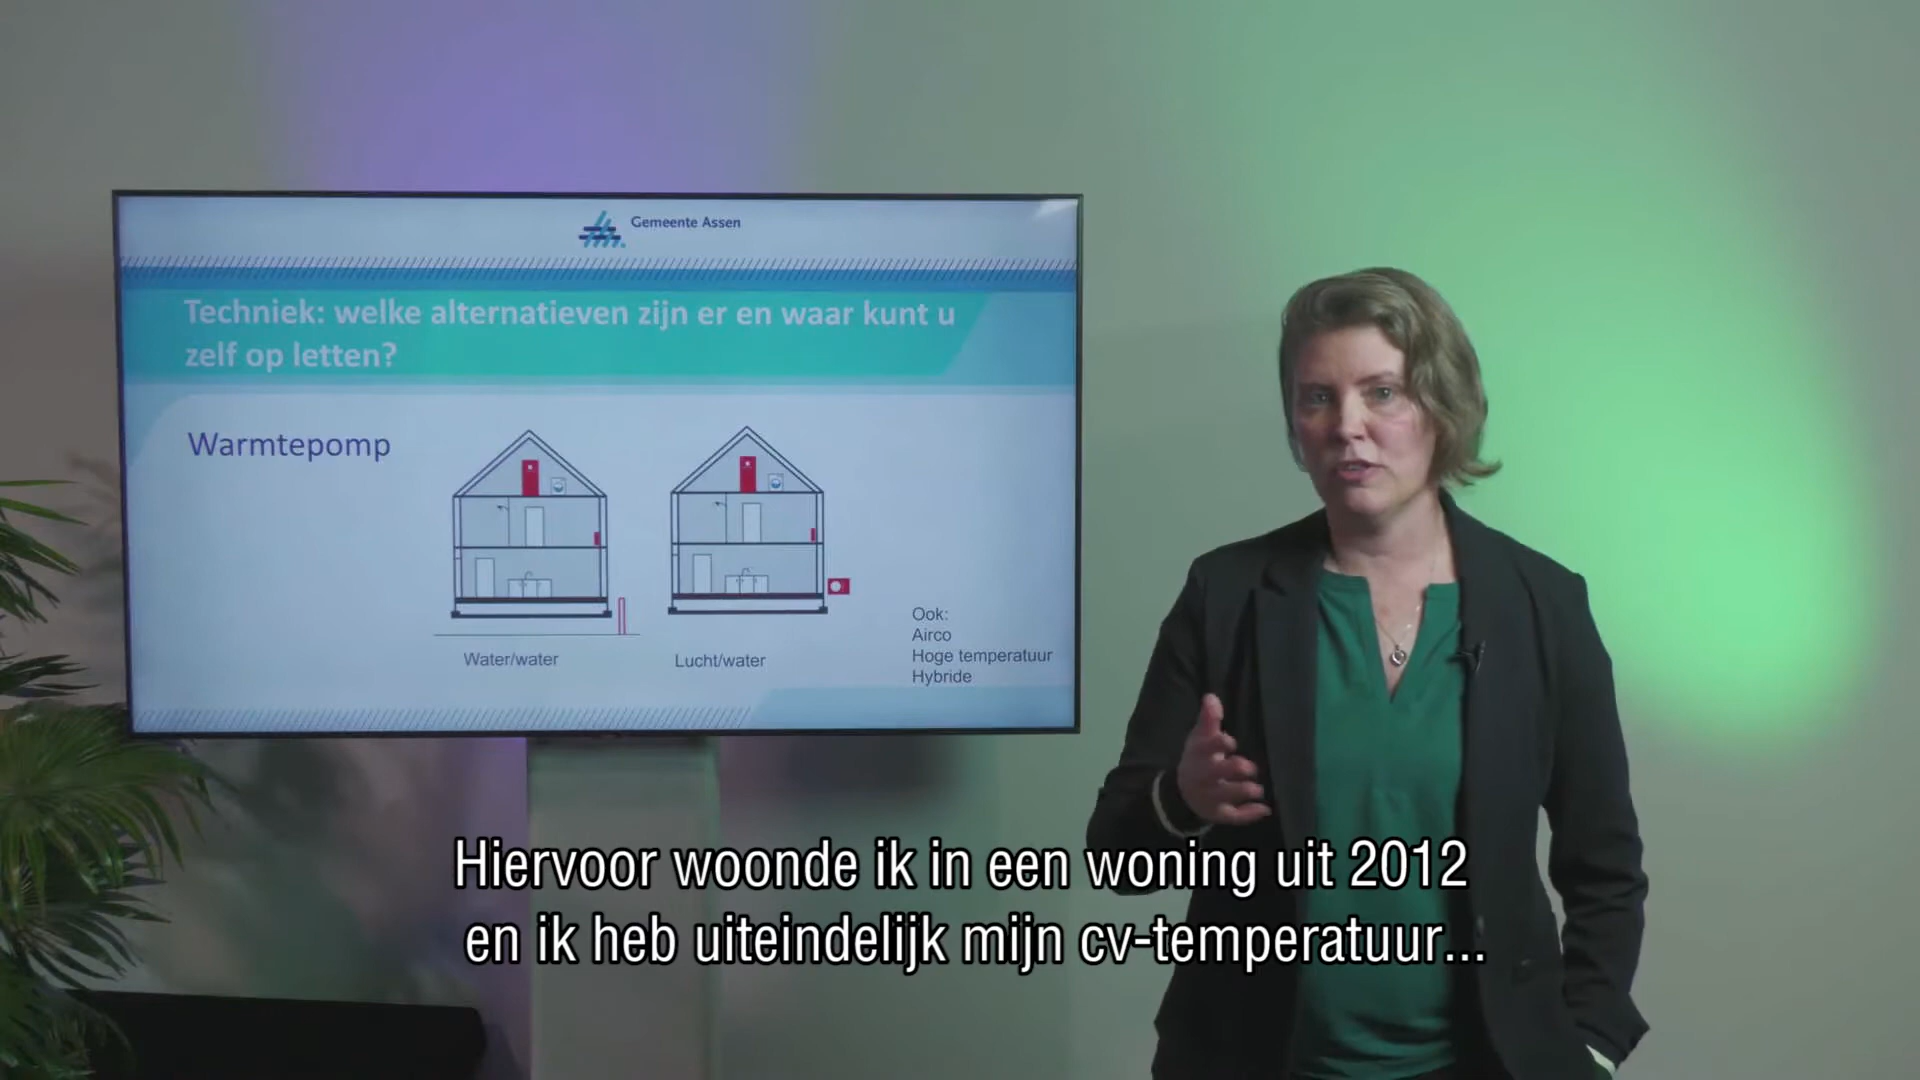 Gemeente Assen
Techniek: welke alternatieven zijn er en waar kunt u
zelf op letten?
Warmtepomp
Water/water
Lucht/water
Ook:
Airco
Hoge temperatuur
Hybride
Hiervoor woonde ik in een woning uit 2012
en ik heb uiteindelijk mijn cv-temperatuur...